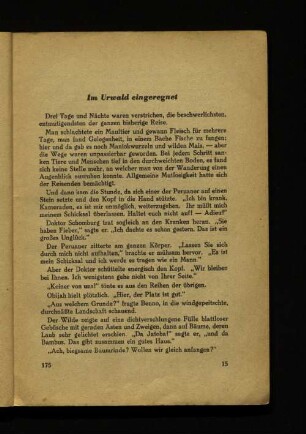 Im Urwald eingeregnet
Drei Tage und Nächte waren verstrichen, die beschwerlichsten,
entmutigendsten der ganzen bisherige Reise.
Man schlachtete ein Maultier und gewann Fleisch für mehrere
Tage, man fand Gelegenheit, in einem Bache Fische zu fangen:
hier und da gab es noch Maniokwurzeln und wildes Mais, —
aber die Wege waren unpassierbar geworden. Bei jedem Schritt san-
ken Tiere und Menschen tief in den durchweichten Boden, es fand
sich keine Stelle mehr, an welcher man von der Wanderung einen
Augenblick ausruhen konnte. Allgemeine Mutlosigkeit hatte sich
der Reisenden bemächtigt.
Und dann kam die Stunde, da sich einer der Peruaner auf einen
Stein setzte und den Kopf in die Hand stützte. „Ich bin krank,
Kameraden, es ist mir unmöglich, weiterzugehen. Ihr müßt mich
meinem Schicksal überlassen. Haltet euch nicht auf — Adieu!"
Doktor Schomburg trat sogleich an den Kranken heran. „Sie
haben Fieber," sagte er, „Ich dachte es schon gestern. Das ist ein
großes Unglück."
Der Peruaner zitterte am ganzen Körper. „Lassen Sie sich
durch mich nicht aufhalten," brachte er mühsam hervor. „Es ist
mein Schicksal und ich werde es tragen wie ein Mann."
Aber der Doktor schüttelte energisch den Kopf. „Wir bleiben
bei Ihnen. Ich weiche wenigstens nicht von Ihrer Seite."
„Keiner von uns!" tönte es aus den Reihen der übrigen.
Obijah hielt plötzlich. „Hier, der Platz ist gut."
„Aus welchem Grunde?" fragte Benno, in die windgepeitschte,
durchnäßte Landschaft schauend.
Der Wilde zeigte auf eine dichtverschlungene Fülle blattloser
Gebüsche mit geraden Ästen und Zweigen, dann auf Bäume, deren
Laub sehr gelichtet erschien. „Da sagte er, „und da
Bambus. Das gibt zusammen ein gutes Haus."
„Ach, biegsame Baumrinde? Wollen wir gleich anfangen?"
175
15